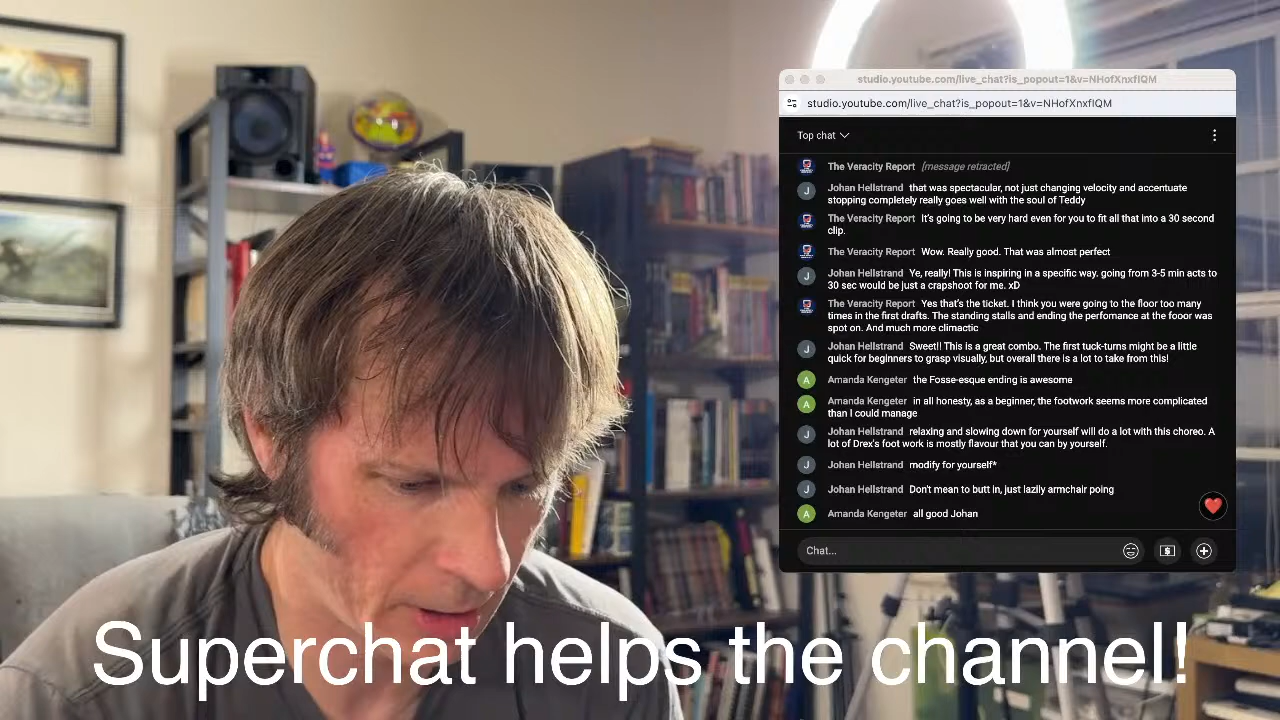 studio.youtube.com/live_chat?is_popout=1&v=NHofXnxfIQM
studio.youtube.com/live_chat?is_popout=1&v=NHofXnxfIQM
Top chat
The Veracity Report [message retracted]
Johan Hellstrand that was spectacular, not just changing velocity and accentuate
stopping completely really goes well with the soul of Teddy
The Veracity Report It's going to be very hard even for you to fit all that into a 30 second
clip.
The Veracity Report Wow. Really good. That was almost perfect
Johan Hellstrand Ye, really! This is inspiring in a specific way. going from 3-5 min acts to
30 sec would be just a crapshoot for me. xD
The Veracity Report Yes that's the ticket. I think you were going to the floor too many
times in the first drafts. The standing stalls and ending the perfomance at the fooor was
spot on. And much more climactic
Johan Hellstrand Sweet!! This is a great combo. The first tuck-turns might be a little
quick for beginners to grasp visually, but overall there is a lot to take from this!
A Amanda Kengeter the Fosse-esque ending is awesome
A Amanda Kengeter in all honesty, as a beginner, the footwork seems more complicated
than I could manage
J Johan Hellstrand relaxing and slowing down for yourself will do a lot with this choreo. A
lot of Drex's foot work is mostly flavour that you can by yourself.
J Johan Hellstrand modify for yourself*
J Johan Hellstrand Don't mean to butt in, just lazily armchair poing
A Amanda Kengeter all good Johan
Chat...
Superchat helps the channel!